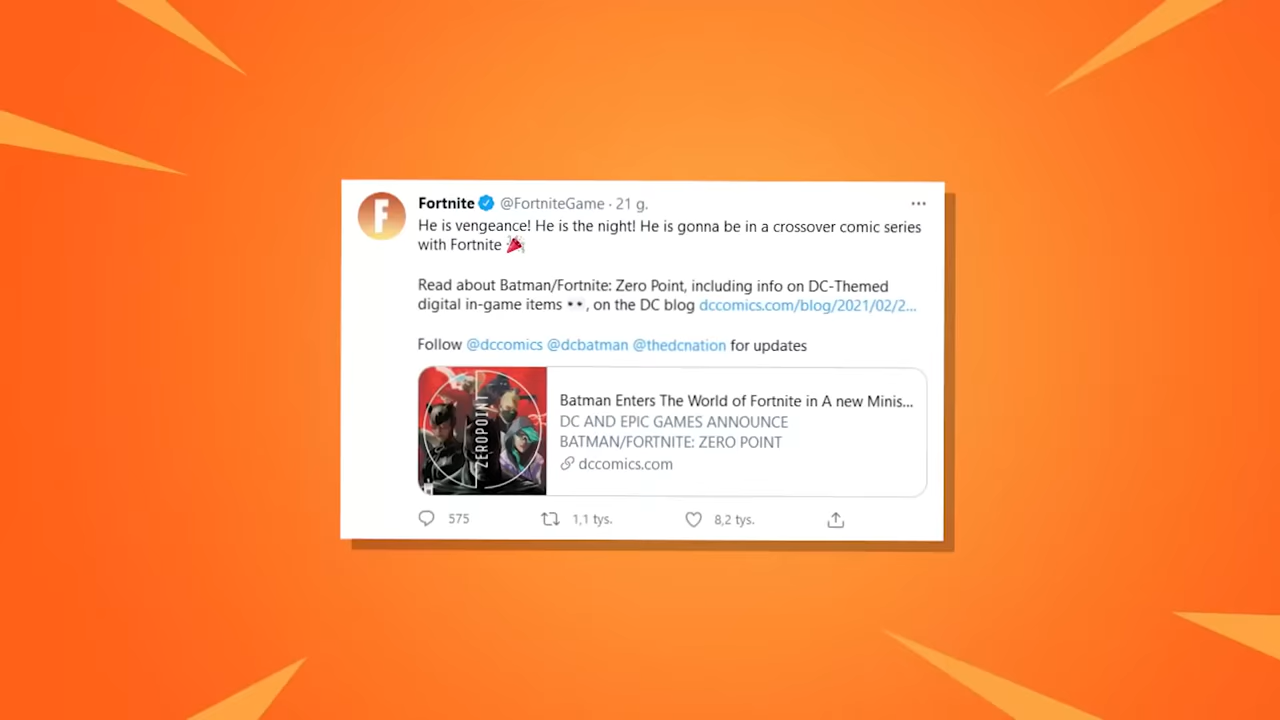 Fortnite @FortniteGame · 21 g.
He is vengeance! He is the night! He is gonna be in a crossover comic series
with Fortnite 🎉
Read about Batman/Fortnite: Zero Point, including info on DC-Themed
digital in-game items 👀, on the DC blog dccomics.com/blog/2021/02/2...
Follow @dccomics @dcbatman @thedcnation for updates
ZEROPOINT
Batman Enters The World of Fortnite in A new Minis...
DC AND EPIC GAMES ANNOUNCE
BATMAN/FORTNITE: ZERO POINT
dccomics.com
575 1,1 tys. 8,2 tys.